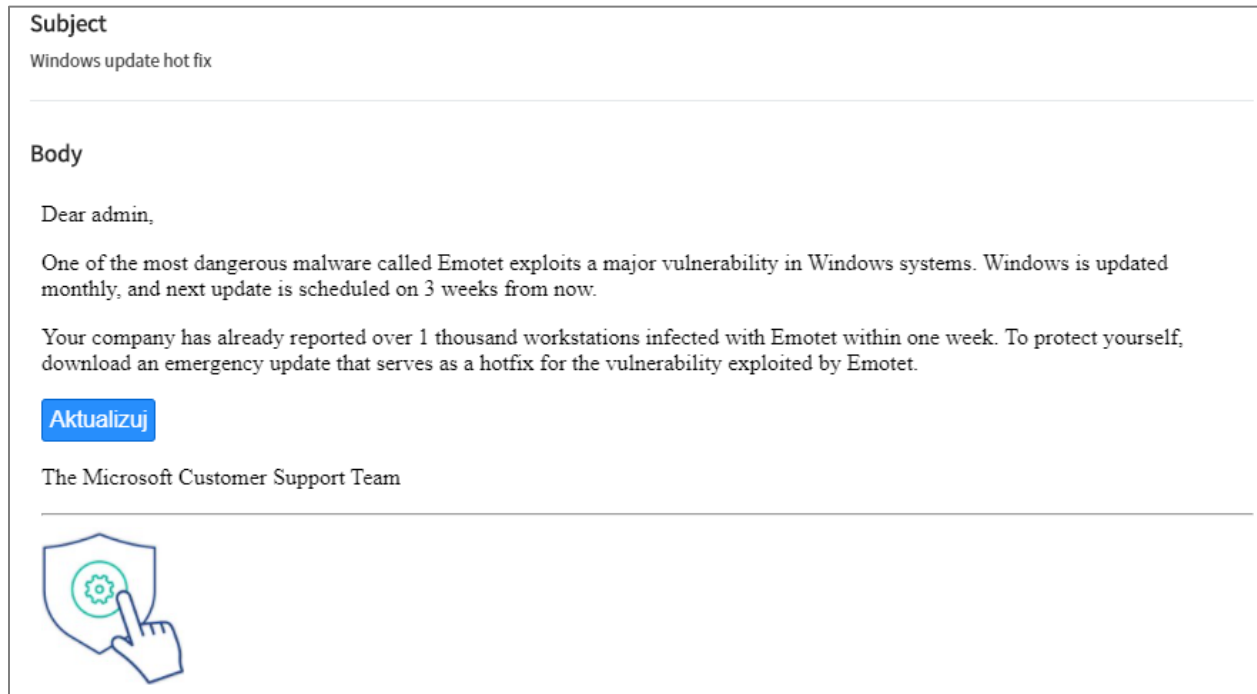 Subject
Windows update hot fix
Body
Dear admin,
One of the most dangerous malware called Emotet exploits a major vulnerability in Windows systems. Windows is updated
monthly, and next update is scheduled on 3 weeks from now.
Your company has already reported over 1 thousand workstations infected with Emotet within one week. To protect yourself,
download an emergency update that serves as a hotfix for the vulnerability exploited by Emotet.
Aktualizuj
The Microsoft Customer Support Team